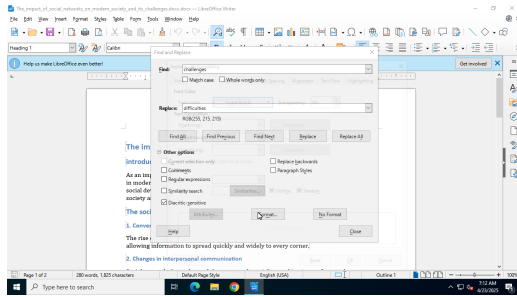 The_impact_of_social_networks_on_modern_society_and_its_challenges.docx.docx — LibreOffice Writer
File Edit View Insert Format Styles Table Form Tools Window Help
Heading 1
Calibri
Help us make LibreOffice even better!
Get involved
Find and Replace
Find: challenges
Match case Whole words only
Replace: difficulties
RGB(255, 215, 215)
Find All Find Previous Find Next Replace Replace All
Other options
Current selection only Replace backwards
Comments Paragraph Styles
Regular expressions
Similarity search Similarities...
Diacritic-sensitive
Attributes... Format... No Format
Help Close
The im
introdu
As an imp
in modern
social de
society a
The soci
1. Conver
The rise
allowing information to spread quickly and widely to every corner.
2. Changes in interpersonal communication
Page 1 of 2 280 words, 1,825 characters Default Page Style English (USA) Outline 1 100%
Type here to search
7:12 AM
4/23/2025